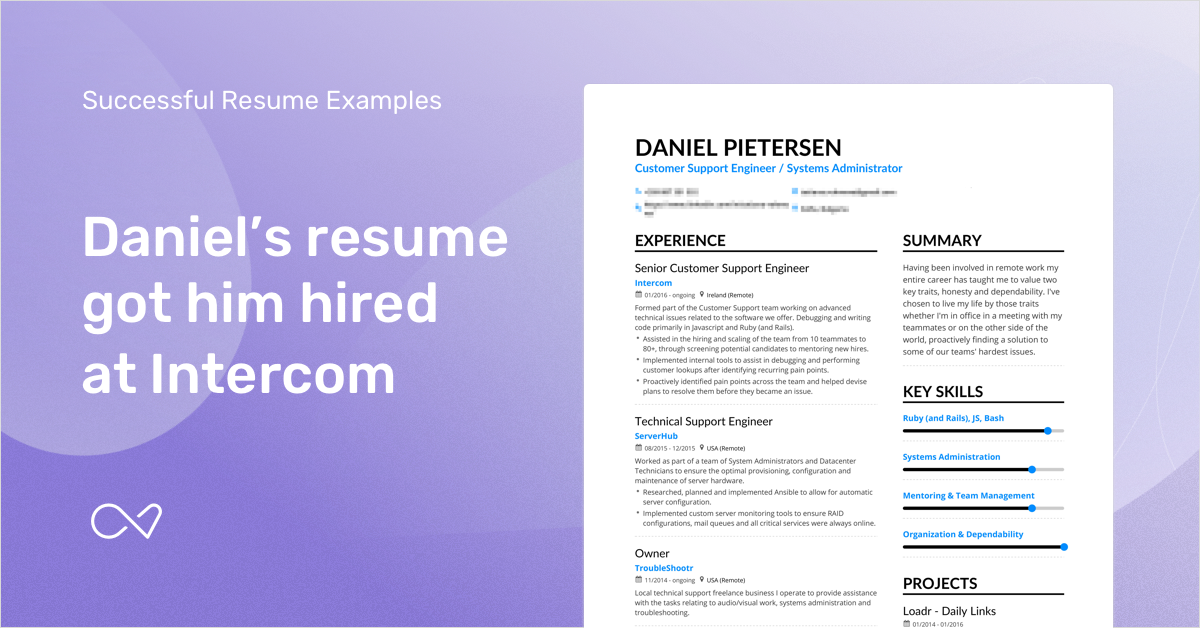 Successful Resume Examples
Daniel’s resume
got him hired
at Intercom
DANIEL PIETERSEN
Customer Support Engineer / Systems Administrator
EXPERIENCE
Senior Customer Support Engineer
Intercom
01/2016 - ongoing Ireland (Remote)
Formed part of the Customer Support team working on advanced
technical issues related to the software we offer. Debugging and writing
code primarily in Javascript and Ruby (and Rails).
• Assisted in the hiring and scaling of the team from 10 teammates to
80+, through screening potential candidates to mentoring new hires.
• Implemented internal tools to assist in debugging and performing
customer lookups after identifying recurring pain points.
• Proactively identified pain points across the team and helped devise
plans to resolve them before they became an issue.
Technical Support Engineer
ServerHub
08/2015 - 12/2015 USA (Remote)
Worked as part of a team of System Administrators and Datacenter
Technicians to ensure the optimal provisioning, configuration and
maintenance of server hardware.
• Researched, planned and implemented Ansible to allow for automatic
server configuration.
• Implemented custom server monitoring tools to ensure RAID
configurations, mail queues and all critical services were always online.
Owner
TroubleShootr
11/2014 - ongoing USA (Remote)
Local technical support freelance business I operate to provide assistance
with the tasks relating to audio/visual work, systems administration and
troubleshooting.
SUMMARY
Having been involved in remote work my
entire career has taught me to value two
key traits, honesty and dependability. I've
chosen to live my life by those traits
whether I'm in office in a meeting with my
teammates or on the other side of the
world, proactively finding a solution to
some of our teams' hardest issues.
KEY SKILLS
Ruby (and Rails), JS, Bash
Systems Administration
Mentoring & Team Management
Organization & Dependability
PROJECTS
Loadr - Daily Links
01/2014 - 01/2016